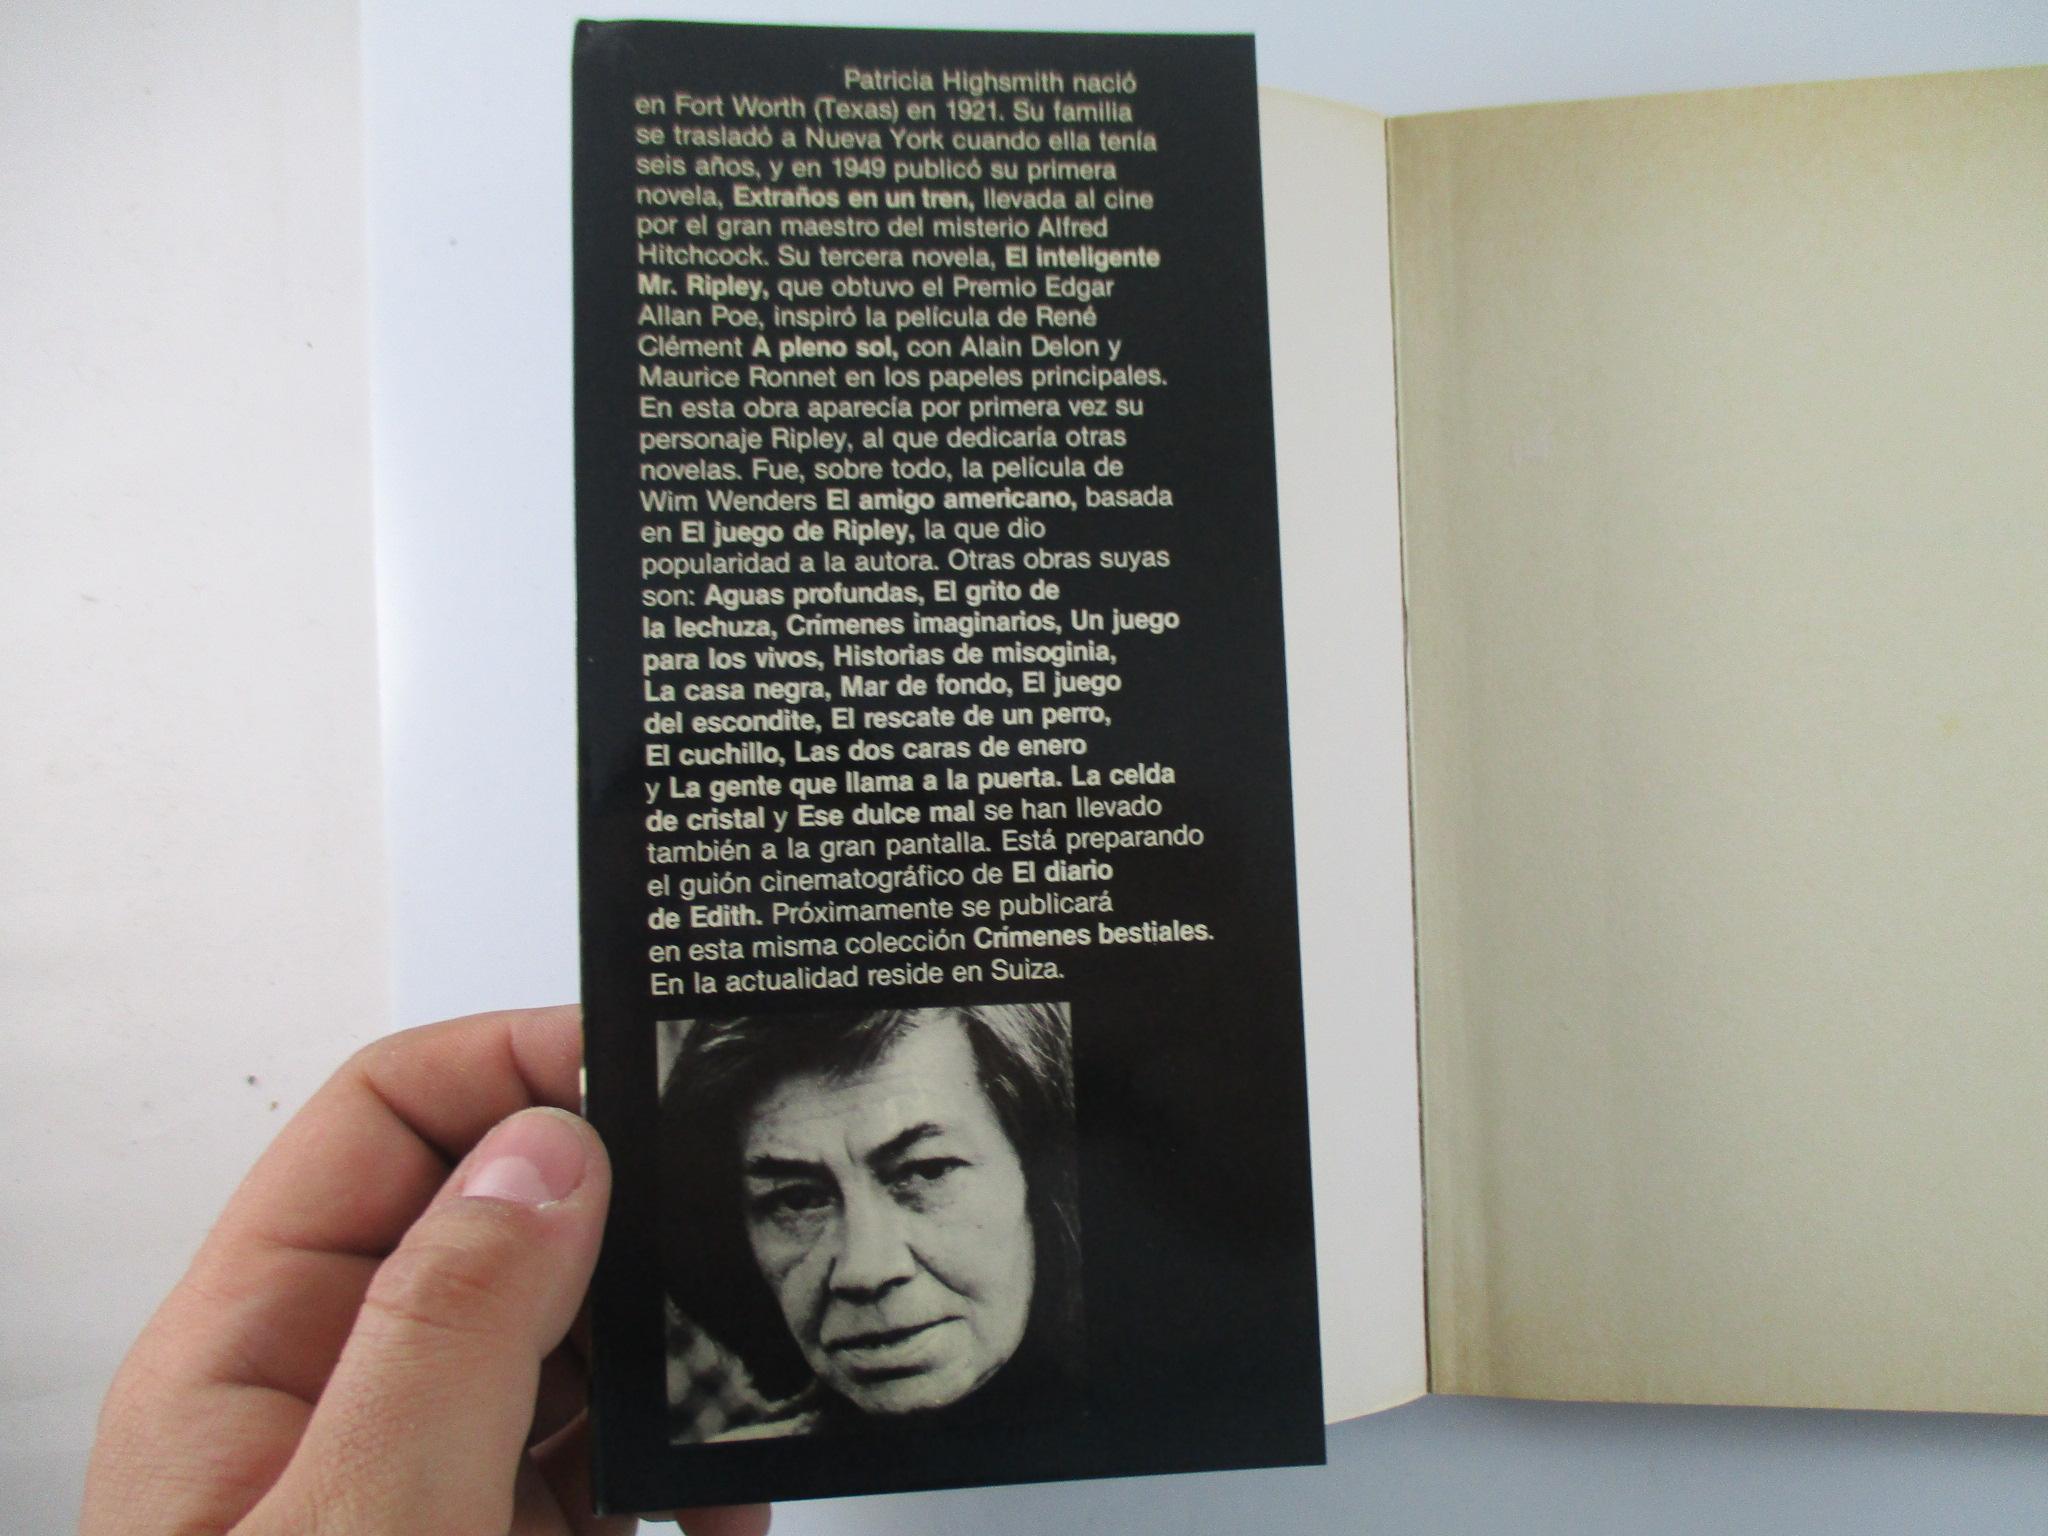 Patricia Highsmith nació
en Fort Worth (Texas) en 1921. Su familia
se trasladó a Nueva York cuando ella tenía
seis años, y en 1949 publicó su primera
novela, Extraños en un tren, llevada al cine
por el gran maestro del misterio Alfred
Hitchcock. Su tercera novela, El inteligente
Mr. Ripley, que obtuvo el Premio Edgar
Allan Poe, inspiró la película de René
Clément A pleno sol, con Alain Delon y
Maurice Ronnet en los papeles principales.
En esta obra aparecía por primera vez su
personaje Ripley, al que dedicaría otras
novelas. Fue, sobre todo, la película de
Wim Wenders El amigo americano, basada
en El juego de Ripley, la que dio
popularidad a la autora. Otras obras suyas
son: Aguas profundas, El grito de
la lechuza, Crímenes imaginarios, Un juego
para los vivos, Historias de misoginia,
La casa negra, Mar de fondo, El juego
del escondite, El rescate de un perro,
El cuchillo, Las dos caras de enero
y La gente que llama a la puerta. La celda
de cristal y Ese dulce mal se han llevado
también a la gran pantalla. Está preparando
el guión cinematográfico de El diario
de Edith. Próximamente se publicará
en esta misma colección Crímenes bestiales.
En la actualidad reside en Suiza.